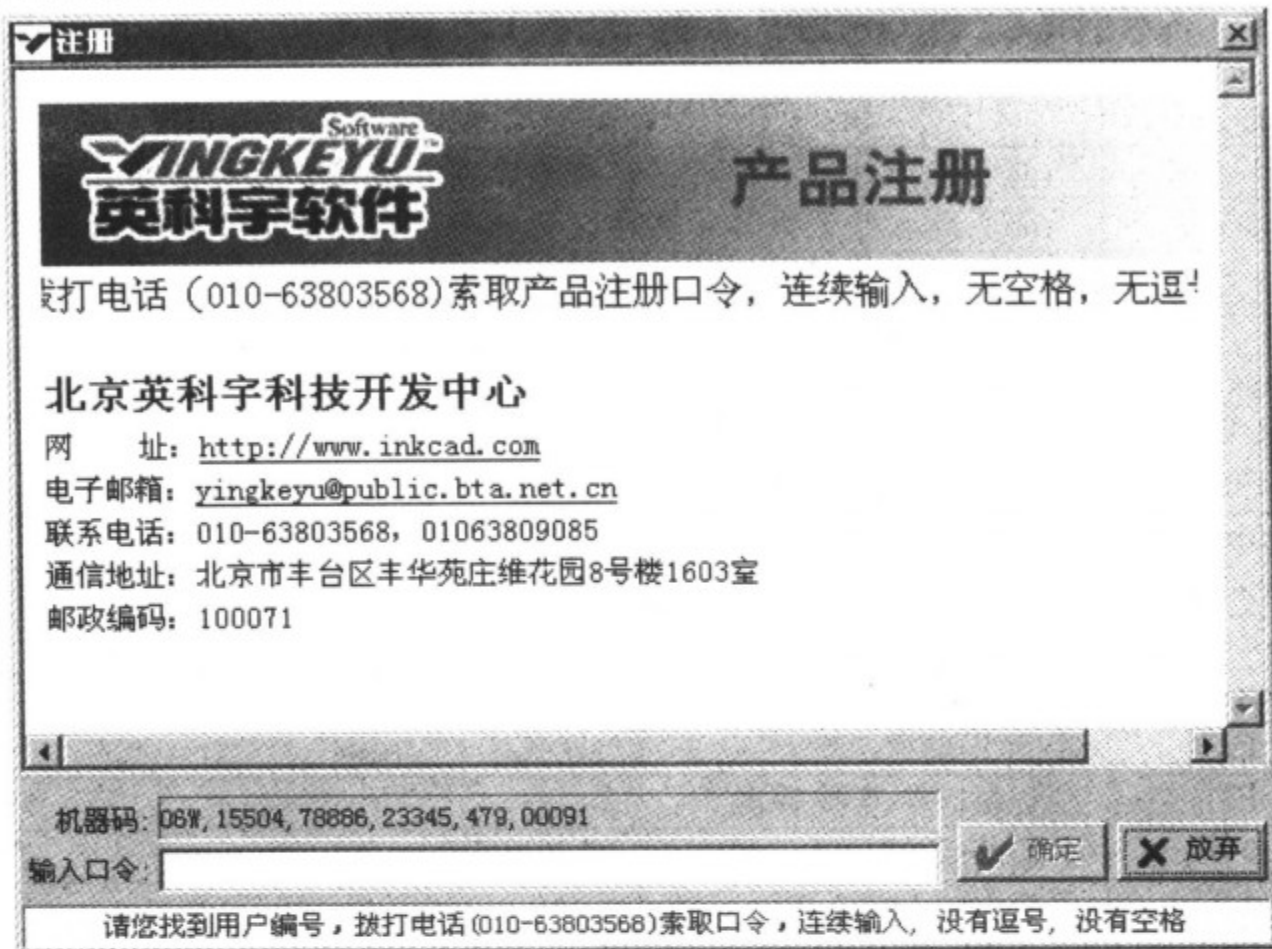 注册
Software
YINGKEYU™
英科宇软件
产品注册
打电话（010-63803568)索取产品注册口令，连续输入，无空格，无逗
北京英科宇科技开发中心
网 址：http://www.inkcad.com
电子邮箱：yingkeyu@public.bta.net.cn
联系电话：010-63803568，01063809085
通信地址：北京市丰台区丰华苑庄维花园8号楼1603室
邮政编码：100071
机器码：06W,15504,78886,23345,479,00091
确定
放弃
输入口令：
请您找到用户编号，拨打电话(010-63803568)索取口令，连续输入，没有逗号，没有空格